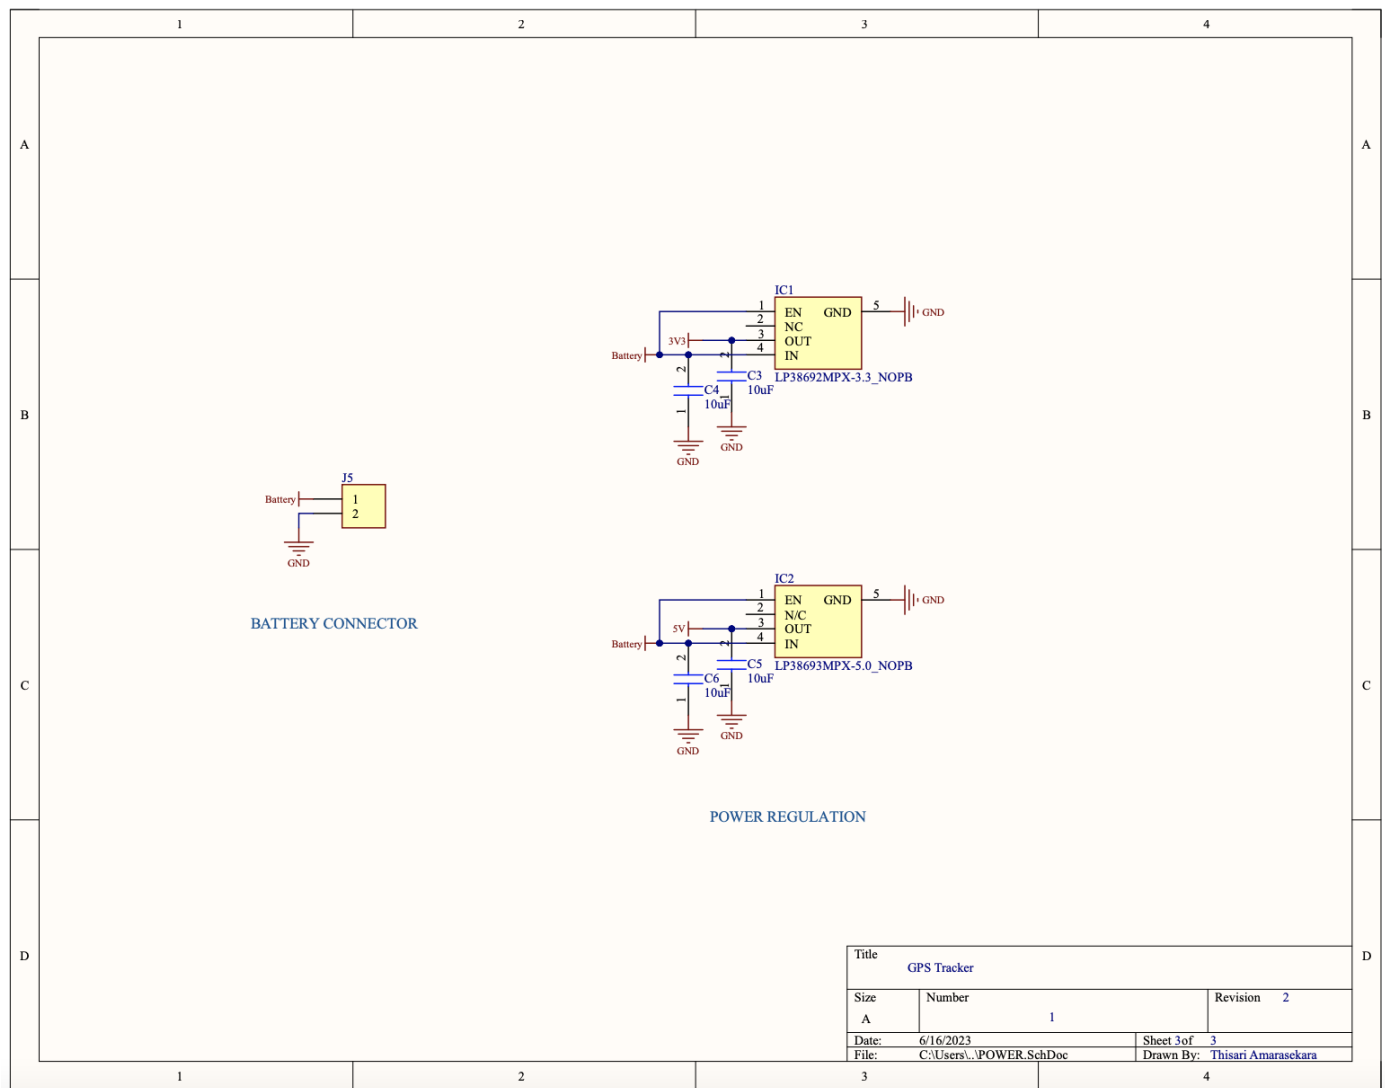 1 2 3 4
A A
IC1
1 EN GND 5 GND
2 NC
3V3 3 OUT
Battery 4 IN
2 2 C3 LP38692MPX-3.3_NOPB
C4 10uF
1 10uF 1
B B
GND
GND
J5
Battery 1
2
GND
IC2
1 EN GND 5 GND
2 N/C
5V 3 OUT
Battery 4 IN
2 2 C5 LP38693MPX-5.0_NOPB
C6 10uF
1 10uF 1
C C
GND
GND
BATTERY CONNECTOR
POWER REGULATION
D D
Title
GPS Tracker
Size Number Revision 2
A 1
Date: 6/16/2023 Sheet 3of 3
File: C:\Users\..\POWER.SchDoc Drawn By: Thisari Amarasekara
1 2 3 4